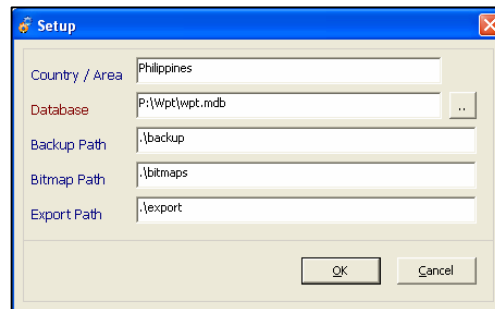 Setup
Country / Area Philippines
Database P:\Wpt\wpt.mdb ..
Backup Path .\backup
Bitmap Path .\bitmaps
Export Path .\export
OK Cancel